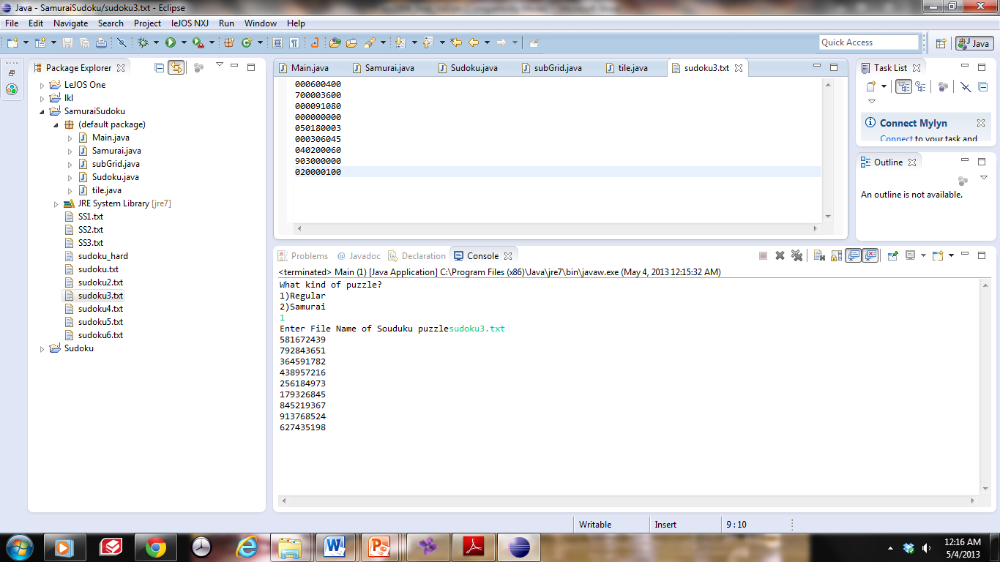 Java - SamuraiSudoku/sudoku3.txt - Eclipse
File Edit Navigate Search Project leJOS NXJ Run Window Help
Quick Access
Java
Package Explorer
LeJOS One
lkl
SamuraiSudoku
(default package)
Main.java
Samurai.java
subGrid.java
Sudoku.java
tile.java
JRE System Library [jre7]
SS1.txt
SS2.txt
SS3.txt
sudoku_hard
sudoku.txt
sudoku2.txt
sudoku3.txt
sudoku4.txt
sudoku5.txt
sudoku6.txt
Sudoku
Main.java Samurai.java Sudoku.java subGrid.java tile.java sudoku3.txt
000600400
700003600
000091080
000000000
050180003
000306045
040200060
903000000
020000100
Task List
Connect Mylyn
Connect to your task and
Outline
An outline is not available.
Problems @ Javadoc Declaration Console
<terminated> Main (1) [Java Application] C:\Program Files (x86)\Java\jre7\bin\javaw.exe (May 4, 2013 12:15:32 AM)
What kind of puzzle?
1)Regular
2)Samurai
1
Enter File Name of Souduku puzzlesudoku3.txt
581672439
792843651
364591782
438957216
256184973
179326845
845219367
913768524
627435198
Writable Insert 9 : 10
12:16 AM
5/4/2013